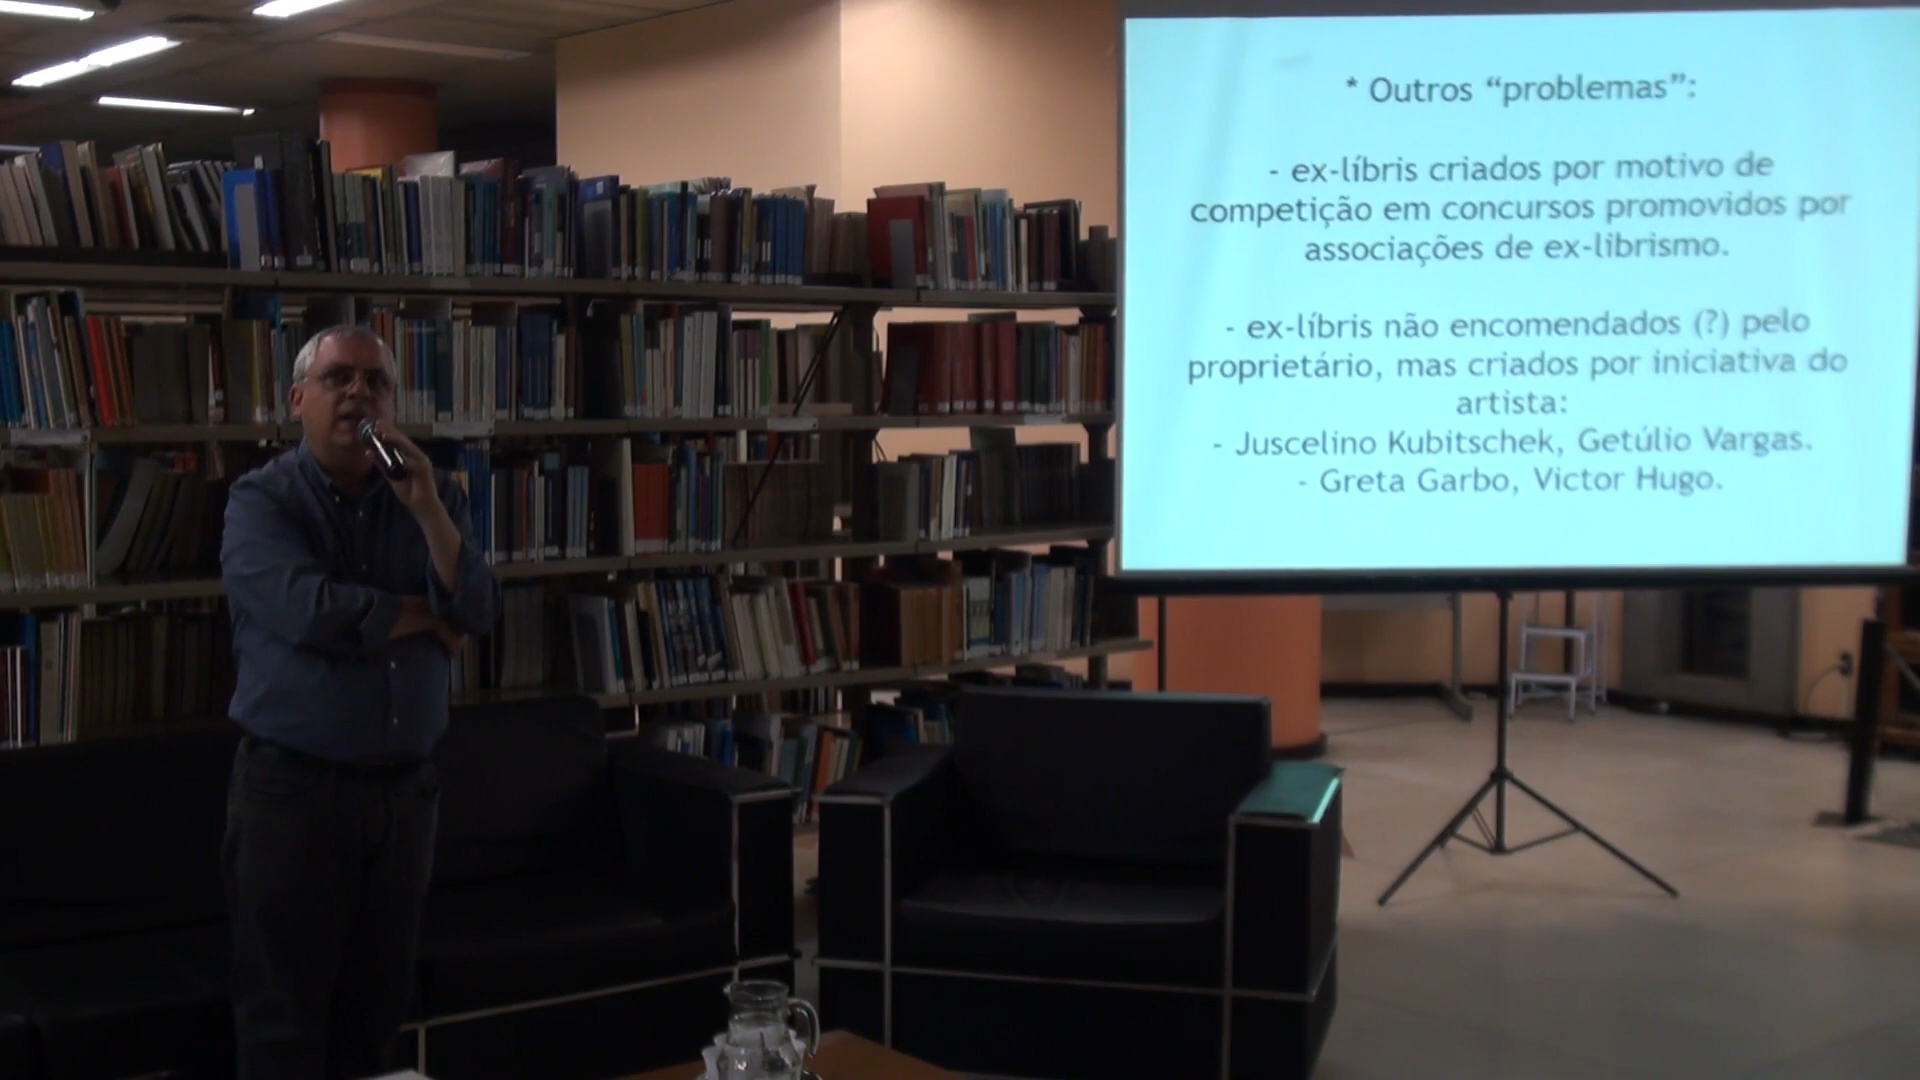 * Outros “problemas”:
- ex-líbris criados por motivo de
competição em concursos promovidos por
associações de ex-librismo.
- ex-líbris não encomendados (?) pelo
proprietário, mas criados por iniciativa do
artista:
- Juscelino Kubitschek, Getúlio Vargas.
- Greta Garbo, Victor Hugo.